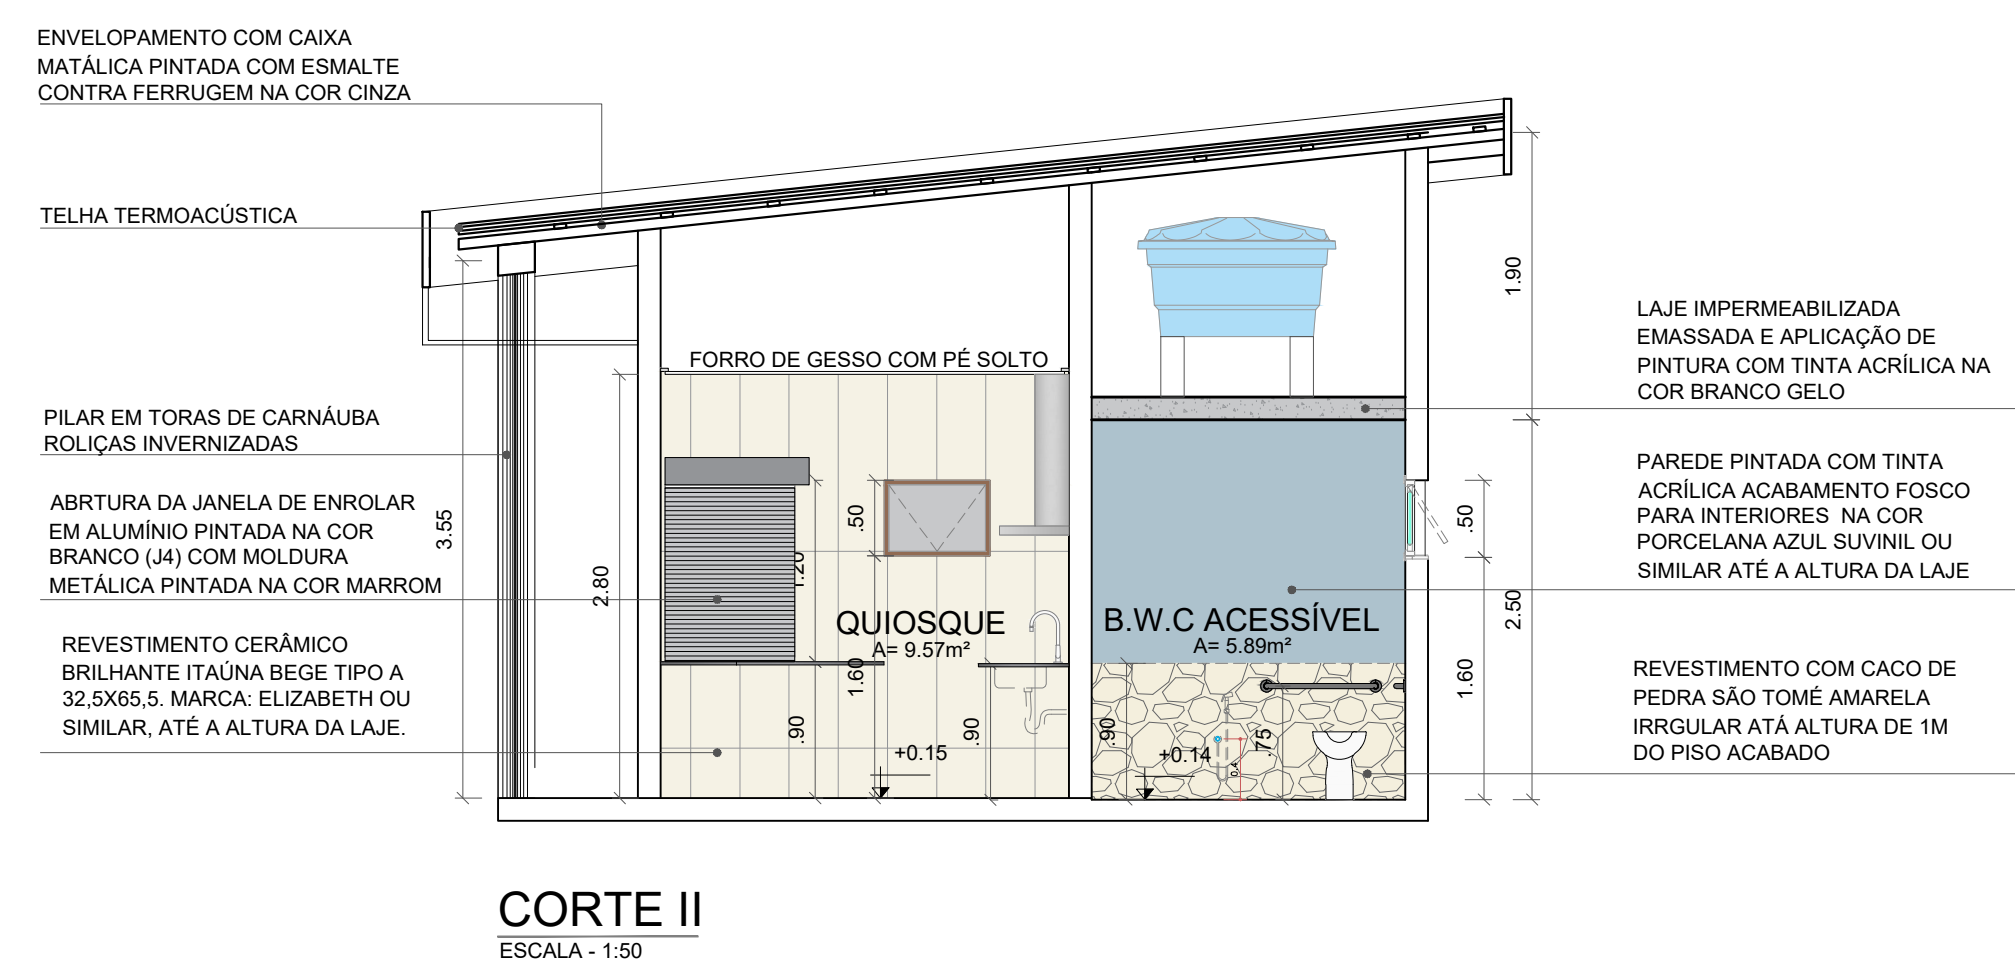 ENVELOPAMENTO COM CAIXA
MATÁLICA PINTADA COM ESMALTE
CONTRA FERRUGEM NA COR CINZA
TELHA TERMOACÚSTICA
PILAR EM TORAS DE CARNÁUBA
ROLIÇAS INVERNIZADAS
ABRTURA DA JANELA DE ENROLAR
EM ALUMÍNIO PINTADA NA COR
BRANCO (J4) COM MOLDURA
METÁLICA PINTADA NA COR MARROM
REVESTIMENTO CERÂMICO
BRILHANTE ITAÚNA BEGE TIPO A
32,5X65,5. MARCA: ELIZABETH OU
SIMILAR, ATÉ A ALTURA DA LAJE.
3.55
2.80
FORRO DE GESSO COM PÉ SOLTO
1.20
.50
QUIOSQUE
A= 9.57m²
1.60
.90
.90
+0.15
B.W.C ACESSÍVEL
A= 5.89m²
.90
+0.14
.75
1.90
.50
2.50
1.60
LAJE IMPERMEABILIZADA
EMASSADA E APLICAÇÃO DE
PINTURA COM TINTA ACRÍLICA NA
COR BRANCO GELO
PAREDE PINTADA COM TINTA
ACRÍLICA ACABAMENTO FOSCO
PARA INTERIORES NA COR
PORCELANA AZUL SUVINIL OU
SIMILAR ATÉ A ALTURA DA LAJE
REVESTIMENTO COM CACO DE
PEDRA SÃO TOMÉ AMARELA
IRRGULAR ATÁ ALTURA DE 1M
DO PISO ACABADO
CORTE II
ESCALA - 1:50